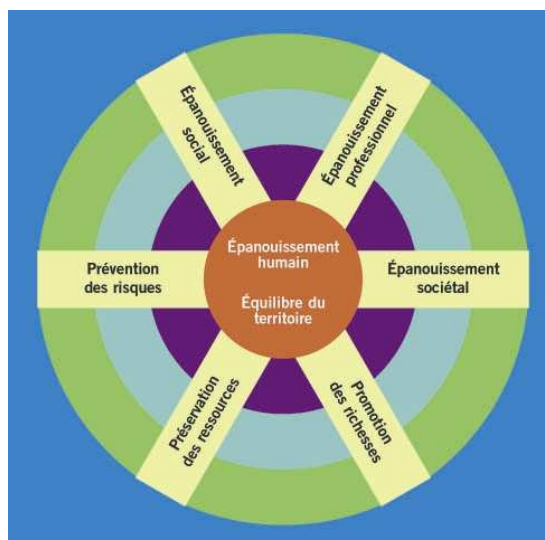 Épanouissement
social
Épanouissement
professionnel
Prévention
des risques
Épanouissement
humain
Équilibre du
territoire
Épanouissement
sociétal
Préservation
des ressources
Promotion
des richesses